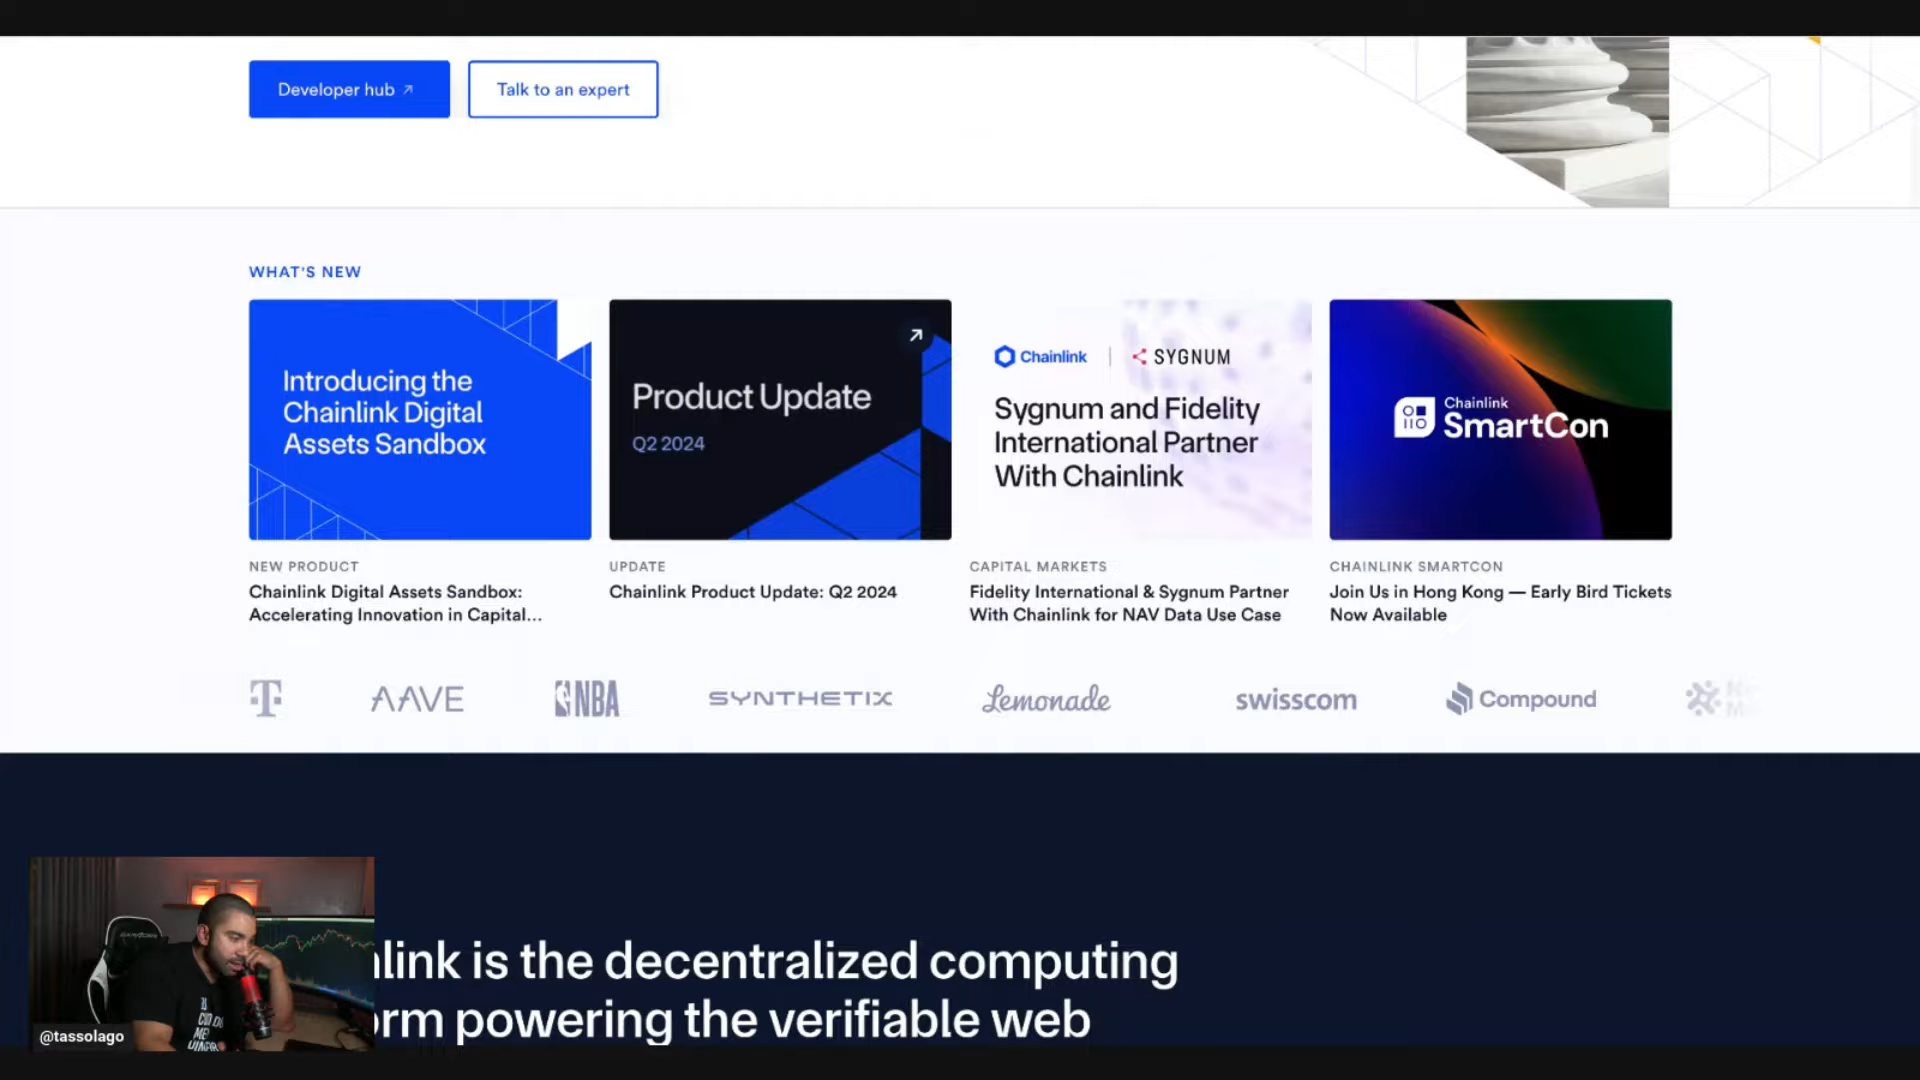 Developer hub ↗
Talk to an expert
WHAT'S NEW
Introducing the
Chainlink Digital
Assets Sandbox
Product Update
Q2 2024
Chainlink | SYGNUM
Sygnum and Fidelity
International Partner
With Chainlink
Chainlink
SmartCon
NEW PRODUCT
Chainlink Digital Assets Sandbox:
Accelerating Innovation in Capital...
UPDATE
Chainlink Product Update: Q2 2024
CAPITAL MARKETS
Fidelity International & Sygnum Partner
With Chainlink for NAV Data Use Case
CHAINLINK SMARTCON
Join Us in Hong Kong — Early Bird Tickets
Now Available
T AAVE NBA SYNTHETIX Lemonade swisscom Compound
link is the decentralized computing
orm powering the verifiable web
@tassolago